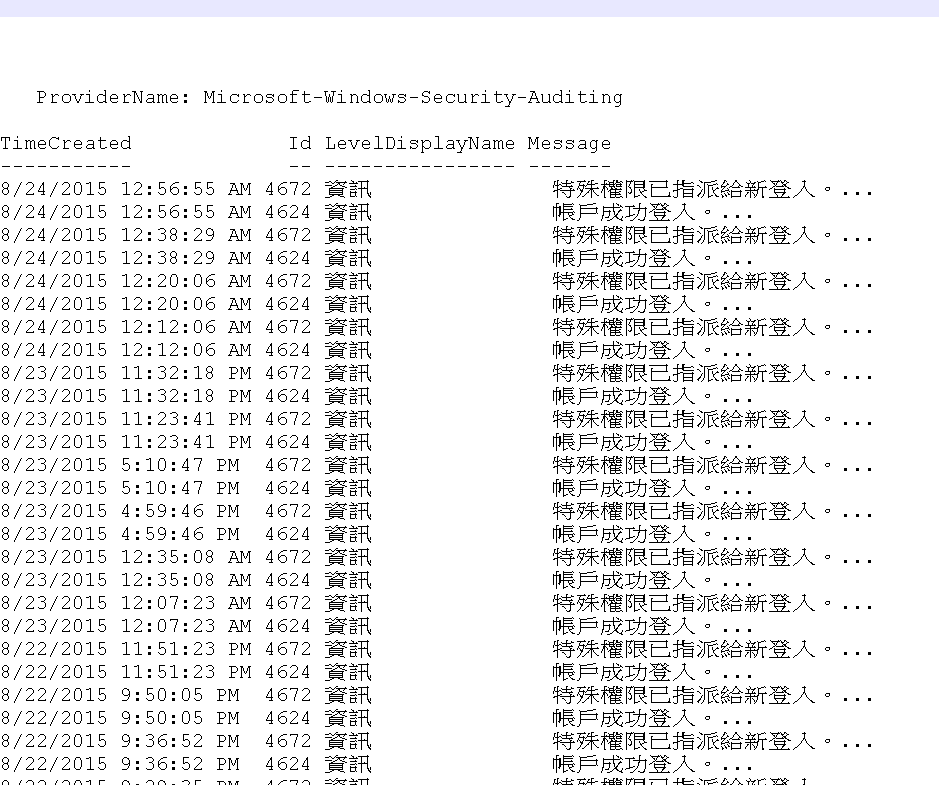 ProviderName: Microsoft-Windows-Security-Auditing
TimeCreated Id LevelDisplayName Message
----------- -- ---------------- -------
8/24/2015 12:56:55 AM 4672 資訊 特殊權限已指派給新登入。...
8/24/2015 12:56:55 AM 4624 資訊 帳戶成功登入。...
8/24/2015 12:38:29 AM 4672 資訊 特殊權限已指派給新登入。...
8/24/2015 12:38:29 AM 4624 資訊 帳戶成功登入。...
8/24/2015 12:20:06 AM 4672 資訊 特殊權限已指派給新登入。...
8/24/2015 12:20:06 AM 4624 資訊 帳戶成功登入。...
8/24/2015 12:12:06 AM 4672 資訊 特殊權限已指派給新登入。...
8/24/2015 12:12:06 AM 4624 資訊 帳戶成功登入。...
8/23/2015 11:32:18 PM 4672 資訊 特殊權限已指派給新登入。...
8/23/2015 11:32:18 PM 4624 資訊 帳戶成功登入。...
8/23/2015 11:23:41 PM 4672 資訊 特殊權限已指派給新登入。...
8/23/2015 11:23:41 PM 4624 資訊 帳戶成功登入。...
8/23/2015 5:10:47 PM 4672 資訊 特殊權限已指派給新登入。...
8/23/2015 5:10:47 PM 4624 資訊 帳戶成功登入。...
8/23/2015 4:59:46 PM 4672 資訊 特殊權限已指派給新登入。...
8/23/2015 4:59:46 PM 4624 資訊 帳戶成功登入。...
8/23/2015 12:35:08 AM 4672 資訊 特殊權限已指派給新登入。...
8/23/2015 12:35:08 AM 4624 資訊 帳戶成功登入。...
8/23/2015 12:07:23 AM 4672 資訊 特殊權限已指派給新登入。...
8/23/2015 12:07:23 AM 4624 資訊 帳戶成功登入。...
8/22/2015 11:51:23 PM 4672 資訊 特殊權限已指派給新登入。...
8/22/2015 11:51:23 PM 4624 資訊 帳戶成功登入。...
8/22/2015 9:50:05 PM 4672 資訊 特殊權限已指派給新登入。...
8/22/2015 9:50:05 PM 4624 資訊 帳戶成功登入。...
8/22/2015 9:36:52 PM 4672 資訊 特殊權限已指派給新登入。...
8/22/2015 9:36:52 PM 4624 資訊 帳戶成功登入。...